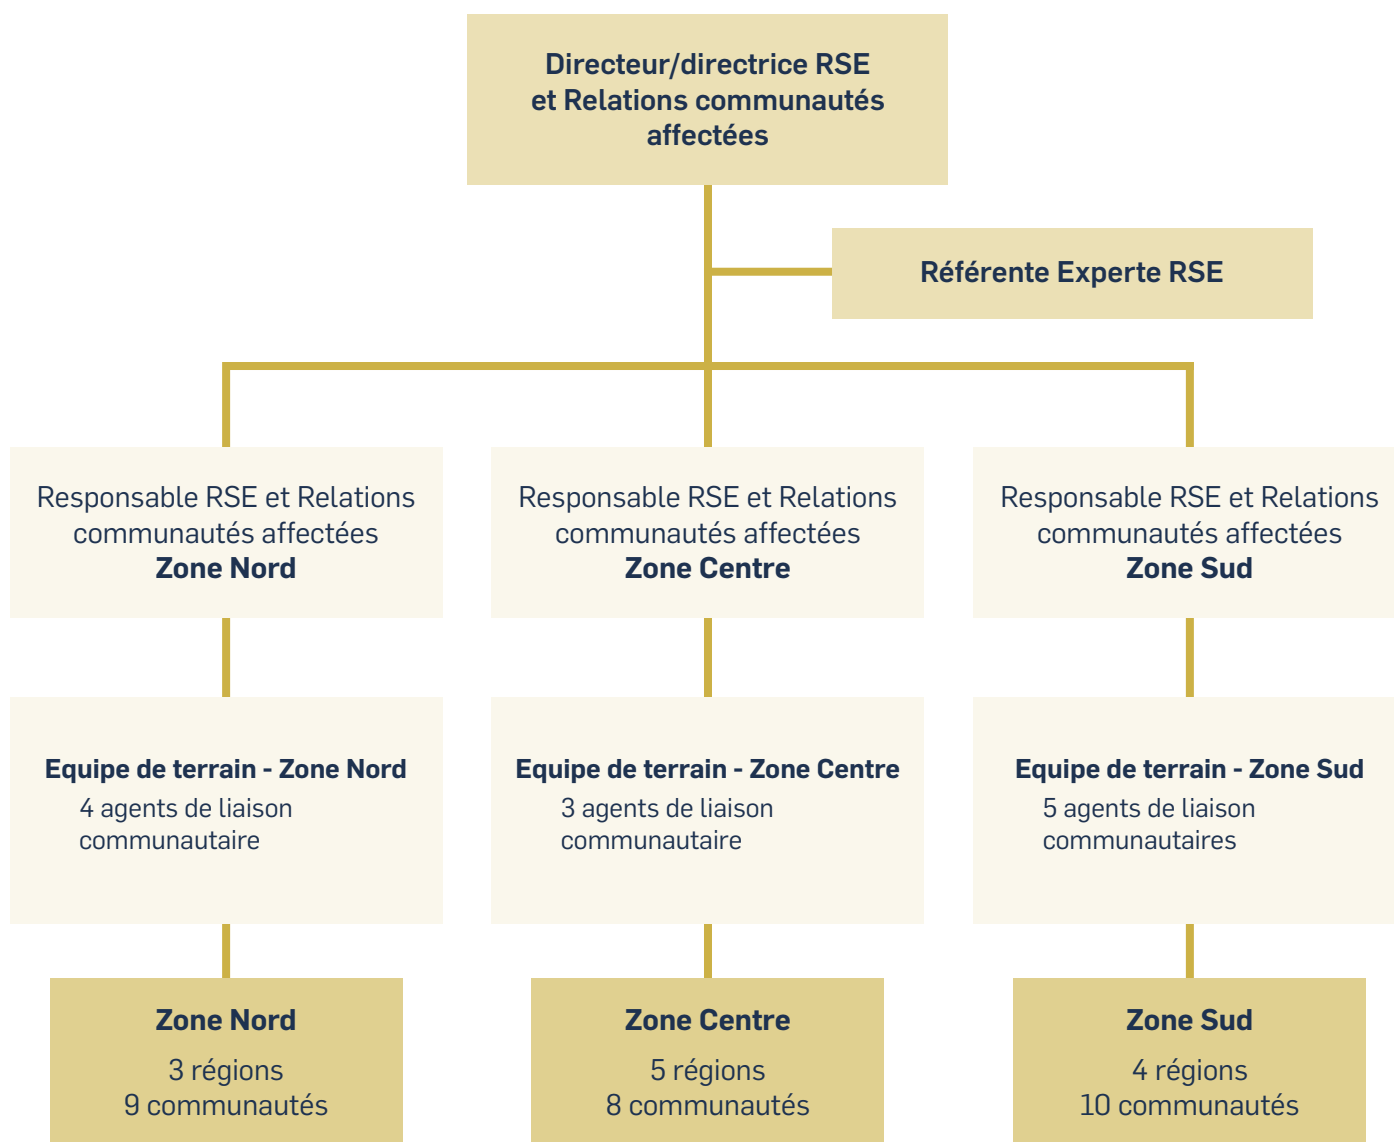 Directeur/directrice RSE
et Relations communautés
affectées
Référente Experte RSE
Responsable RSE et Relations
communautés affectées
Zone Nord
Responsable RSE et Relations
communautés affectées
Zone Centre
Responsable RSE et Relations
communautés affectées
Zone Sud
Equipe de terrain - Zone Nord
4 agents de liaison
communautaire
Equipe de terrain - Zone Centre
3 agents de liaison
communautaire
Equipe de terrain - Zone Sud
5 agents de liaison
communautaires
Zone Nord
3 régions
9 communautés
Zone Centre
5 régions
8 communautés
Zone Sud
4 régions
10 communautés